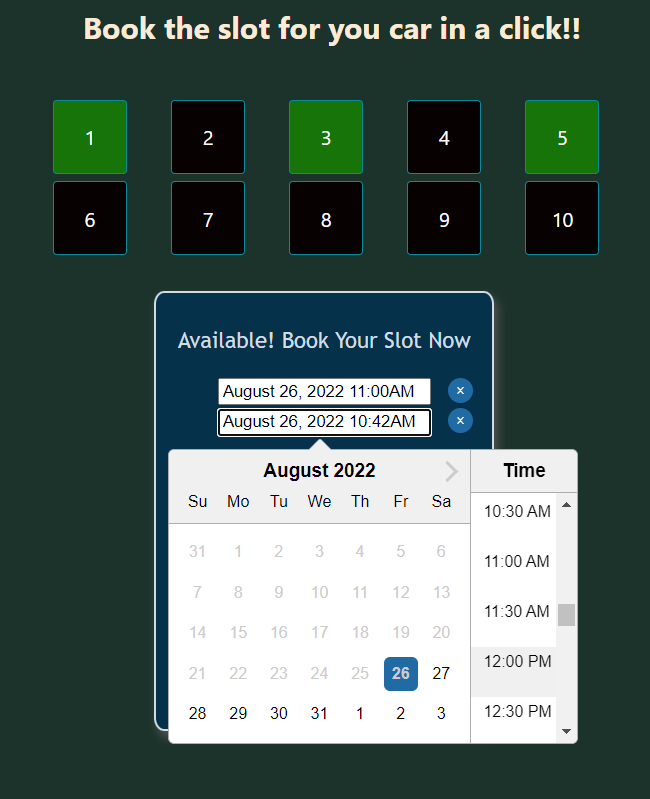 Book the slot for you car in a click!!
1 2 3 4 5
6 7 8 9 10
Available! Book Your Slot Now
August 26, 2022 11:00AM ×
August 26, 2022 10:42AM ×
August 2022
Su Mo Tu We Th Fr Sa
31 1 2 3 4 5 6
7 8 9 10 11 12 13
14 15 16 17 18 19 20
21 22 23 24 25 26 27
28 29 30 31 1 2 3
Time
10:30 AM
11:00 AM
11:30 AM
12:00 PM
12:30 PM